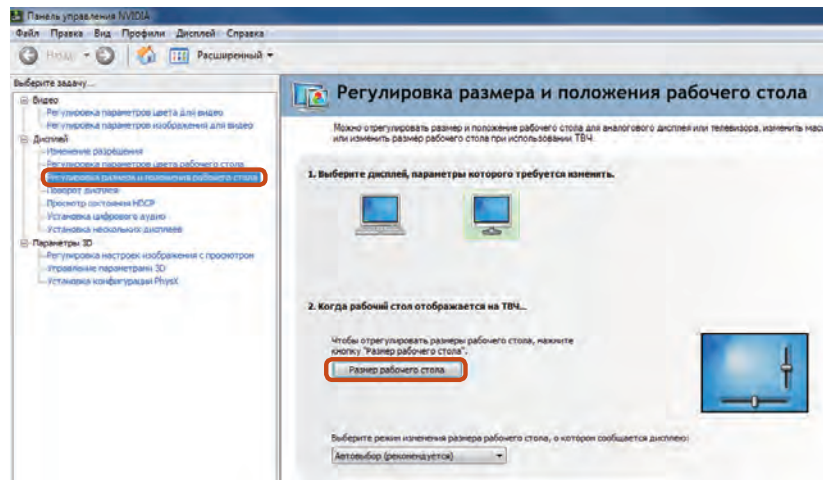 Панель управления NVIDIA
Файл Правка Вид Профили Дисплей Справка
Назад
Расширенный
Выберите задачу...
Видео
Регулировка параметров цвета для видео
Регулировка параметров изображения для видео
Дисплей
Изменение разрешения
Регулировка параметров цвета рабочего стола
Регулировка размера и положения рабочего стола
Поворот дисплея
Просмотр состояния HDCP
Установка цифрового аудио
Установка нескольких дисплеев
Параметры 3D
Регулировка настроек изображения с просмотром
Управление параметрами 3D
Установка конфигурации PhysX
Регулировка размера и положения рабочего стола
Можно отрегулировать размер и положение рабочего стола для аналогового дисплея или телевизора, изменить мас
или изменить размер рабочего стола при использовании ТВЧ.
1. Выберите дисплей, параметры которого требуется изменить.
2. Когда рабочий стол отображается на ТВЧ...
Чтобы отрегулировать размеры рабочего стола, нажмите
кнопку "Размер рабочего стола".
Размер рабочего стола
Выберите режим изменения размера рабочего стола, о котором сообщается дисплею:
Автовыбор (рекомендуется)